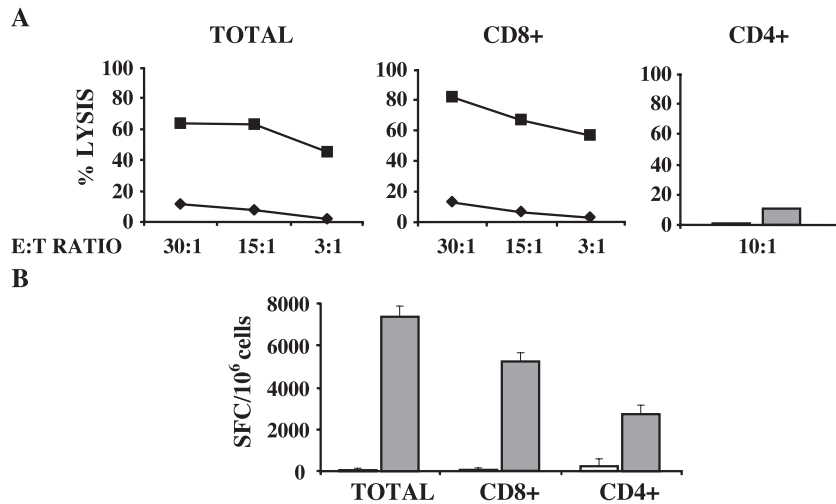 A
TOTAL
CD8+
CD4+
% LYSIS
100
80
60
40
20
0
100
80
60
40
20
0
100
80
60
40
20
0
E:T RATIO
30:1 15:1 3:1
30:1 15:1 3:1
10:1
B
SFC/10⁶ cells
8000
6000
4000
2000
0
TOTAL CD8+ CD4+